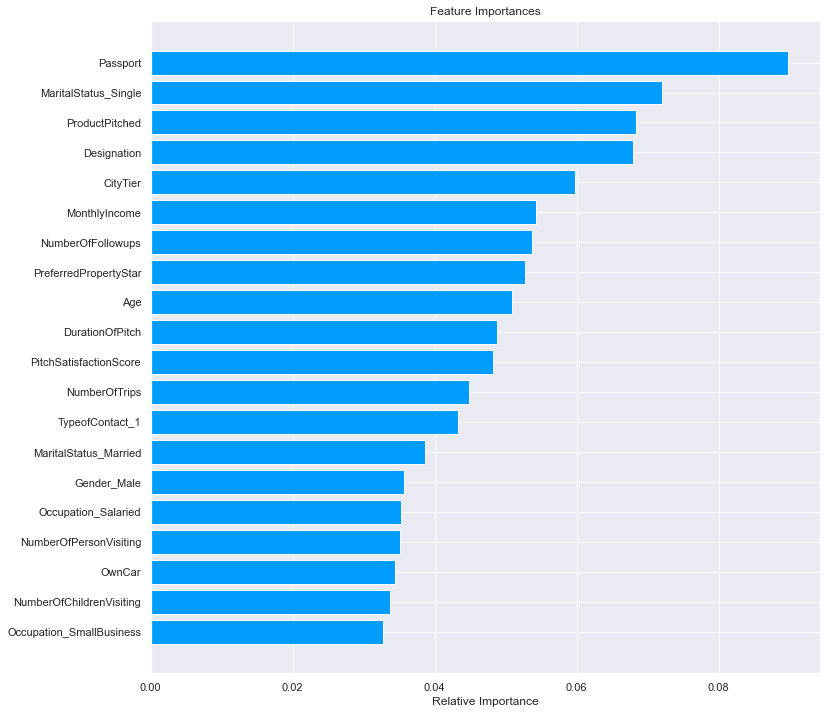 Feature Importances
Passport
MaritalStatus_Single
ProductPitched
Designation
CityTier
MonthlyIncome
NumberOfFollowups
PreferredPropertyStar
Age
DurationOfPitch
PitchSatisfactionScore
NumberOfTrips
TypeofContact_1
MaritalStatus_Married
Gender_Male
Occupation_Salaried
NumberOfPersonVisiting
OwnCar
NumberOfChildrenVisiting
Occupation_SmallBusiness
0.00 0.02 0.04 0.06 0.08
Relative Importance